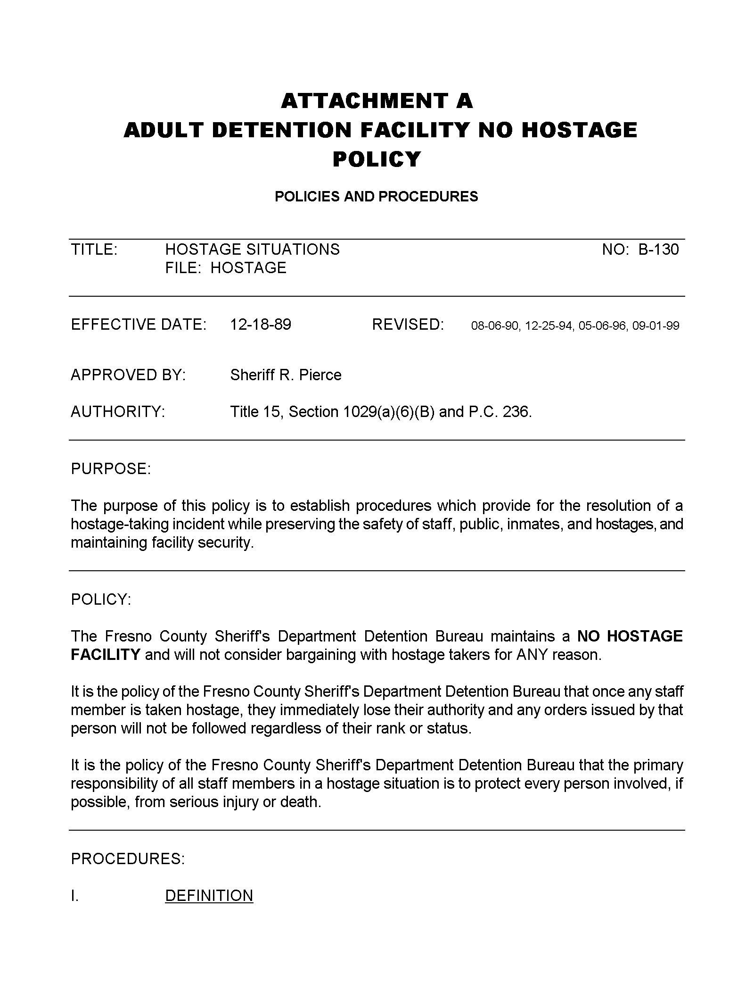 ATTACHMENT A
ADULT DETENTION FACILITY NO HOSTAGE
POLICY
POLICIES AND PROCEDURES
TITLE: HOSTAGE SITUATIONS NO: B-130
FILE: HOSTAGE
EFFECTIVE DATE: 12-18-89 REVISED: 08-06-90, 12-25-94, 05-06-96, 09-01-99
APPROVED BY: Sheriff R. Pierce
AUTHORITY: Title 15, Section 1029(a)(6)(B) and P.C. 236.
PURPOSE:
The purpose of this policy is to establish procedures which provide for the resolution of a
hostage-taking incident while preserving the safety of staff, public, inmates, and hostages, and
maintaining facility security.
POLICY:
The Fresno County Sheriff's Department Detention Bureau maintains a NO HOSTAGE
FACILITY and will not consider bargaining with hostage takers for ANY reason.
It is the policy of the Fresno County Sheriff's Department Detention Bureau that once any staff
member is taken hostage, they immediately lose their authority and any orders issued by that
person will not be followed regardless of their rank or status.
It is the policy of the Fresno County Sheriff's Department Detention Bureau that the primary
responsibility of all staff members in a hostage situation is to protect every person involved, if
possible, from serious injury or death.
PROCEDURES:
I. DEFINITION